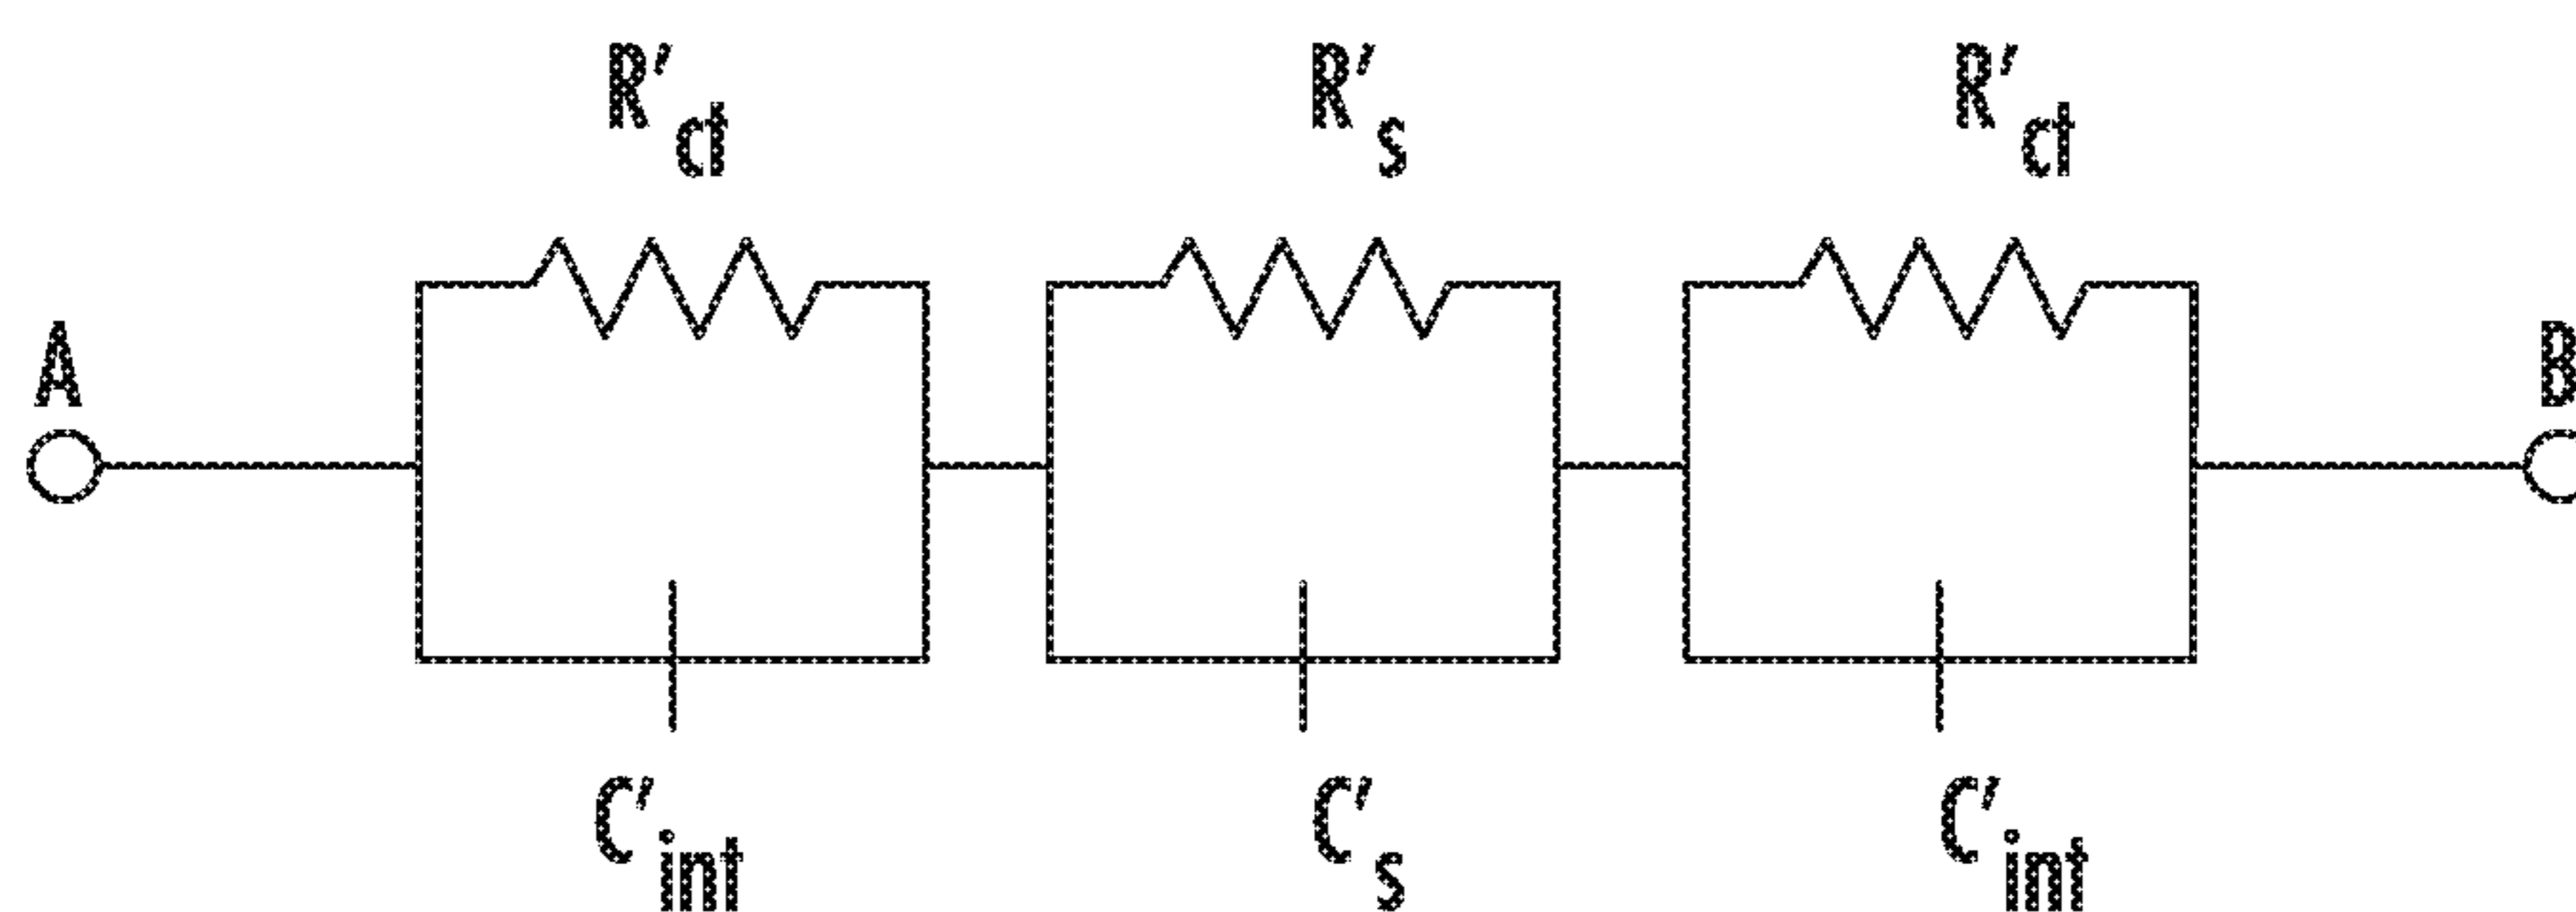 R′ct R′s R′ct
A B
C′int C′s C′int